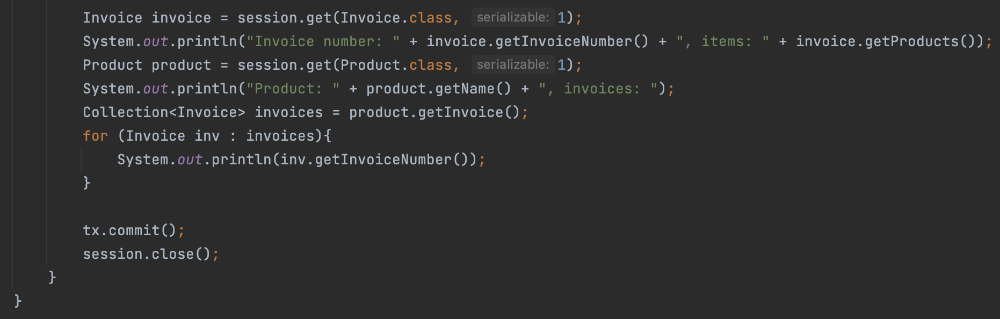 Invoice invoice = session.get(Invoice.class, serializable: 1);
System.out.println("Invoice number: " + invoice.getInvoiceNumber() + ", items: " + invoice.getProducts());
Product product = session.get(Product.class, serializable: 1);
System.out.println("Product: " + product.getName() + ", invoices: ");
Collection<Invoice> invoices = product.getInvoice();
for (Invoice inv : invoices){
System.out.println(inv.getInvoiceNumber());
}
tx.commit();
session.close();
}
}